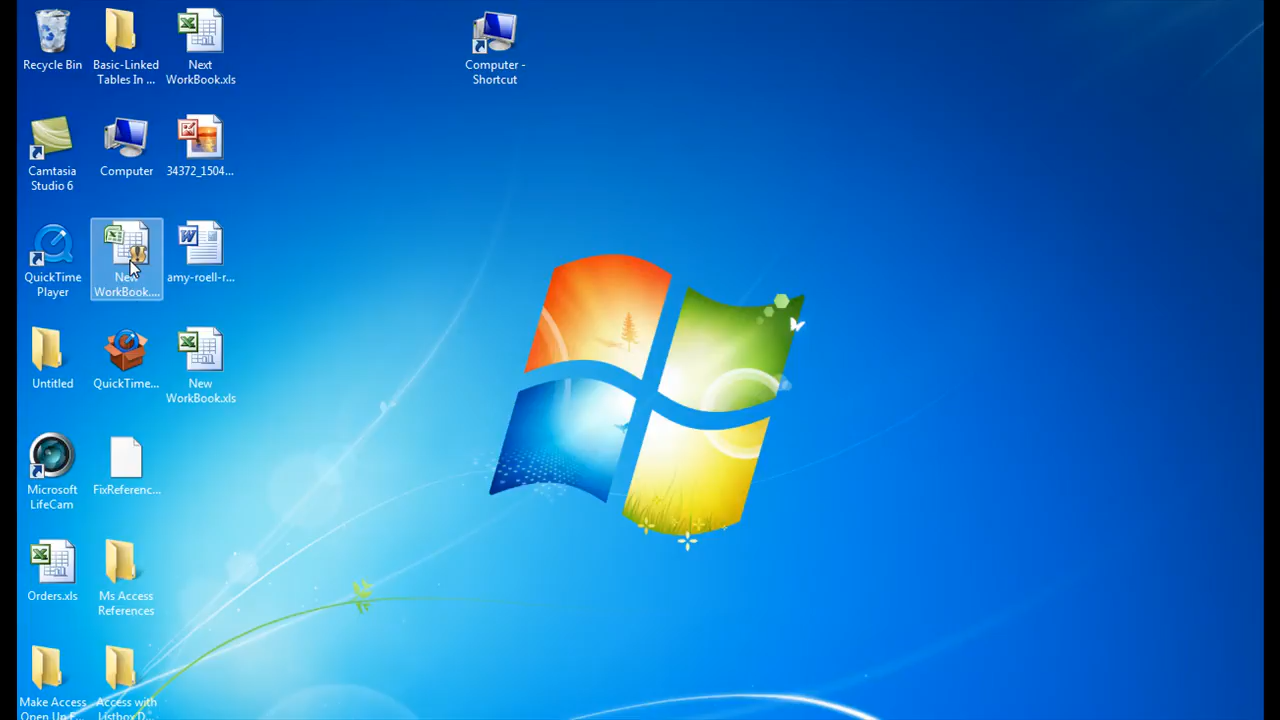 Recycle Bin
Basic-Linked
Tables In ...
Next
WorkBook.xls
Computer -
Shortcut
Camtasia
Studio 6
Computer
34372_1504...
QuickTime
Player
New
WorkBook....
amy-roell-r...
Untitled
QuickTime...
New
WorkBook.xls
Microsoft
LifeCam
FixReferenc...
Orders.xls
Ms Access
References
Make Access
Open Up
Access with
Listbox D...